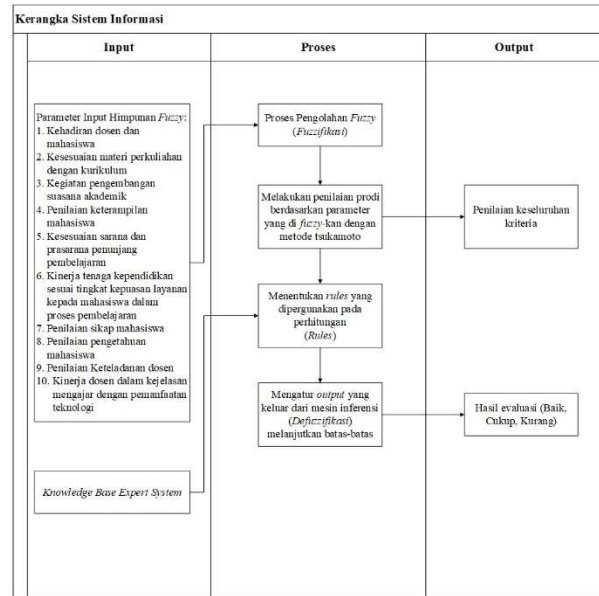 Kerangka Sistem Informasi
Input
Proses
Output
Parameter Input Himpunan Fuzzy:
1. Kehadiran dosen dan
mahasiswa
2. Kesesuaian materi perkuliahan
dengan kurikulum
3. Kegiatan pengembangan
suasana akademik
4. Penilaian keterampilan
mahasiswa
5. Kesesuaian sarana dan
prasarana penunjang
pembelajaran
6. Kinerja tenaga kependidikan
sesuai tingkat kepuasan layanan
kepada mahasiswa dalam
proses pembelajaran
7. Penilaian sikap mahasiswa
8. Penilaian pengetahuan
mahasiswa
9. Penilaian Keteladanan dosen
10. Kinerja dosen dalam kejelasan
mengajar dengan pemanfaatan
teknologi
Knowledge Base Expert System
Proses Pengolahan Fuzzy
(Fuzzifikasi)
Melakukan penilaian prodi
berdasarkan parameter
yang di fuzzy-kan dengan
metode tsukamoto
Menentukan rules yang
dipergunakan pada
perhitungan
(Rules)
Mengatur output yang
keluar dari mesin inferensi
(Defuzzifikasi)
melanjutkan batas-batas
Penilaian keseluruhan
kriteria
Hasil evaluasi (Baik,
Cukup, Kurang)